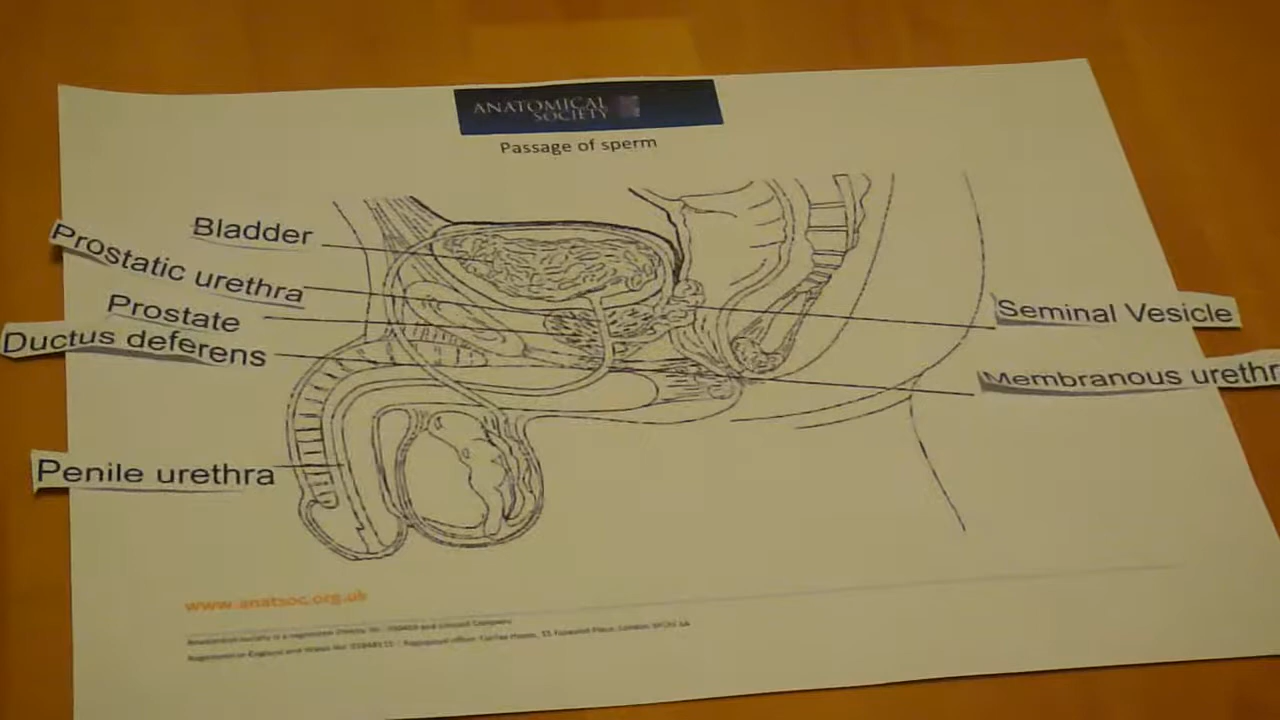 ANATOMICAL
SOCIETY
Passage of sperm
Bladder
Prostatic urethra
Prostate
Ductus deferens
Penile urethra
Seminal Vesicle
Membranous urethr
www.anatsoc.org.uk